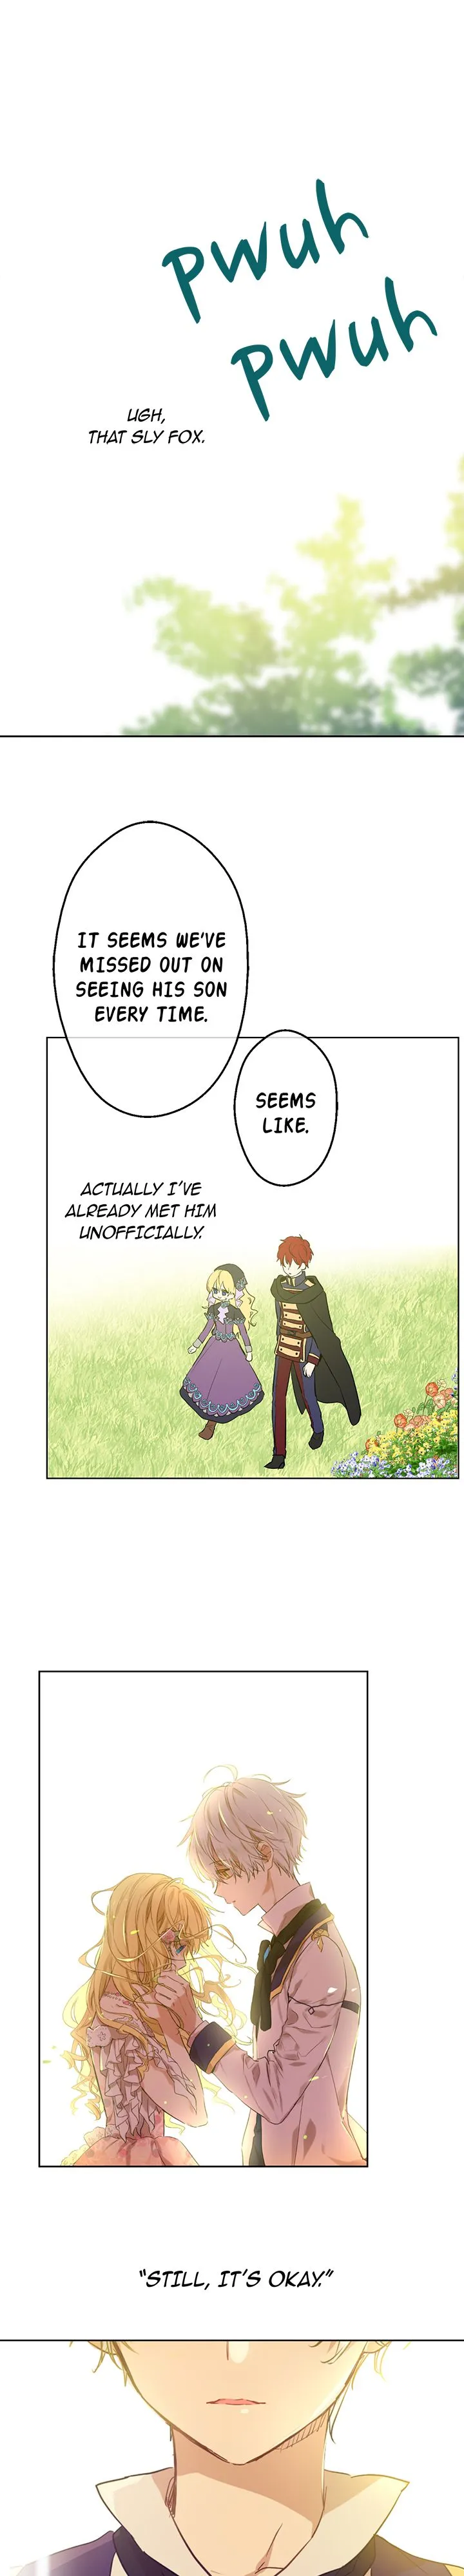 PWUH
PWUH
UGH,
THAT SLY FOX.
IT SEEMS WE'VE
MISSED OUT ON
SEEING HIS SON
EVERY TIME.
SEEMS
LIKE.
ACTUALLY I'VE
ALREADY MET HIM
UNOFFICIALLY.
"STILL, IT'S OKAY."